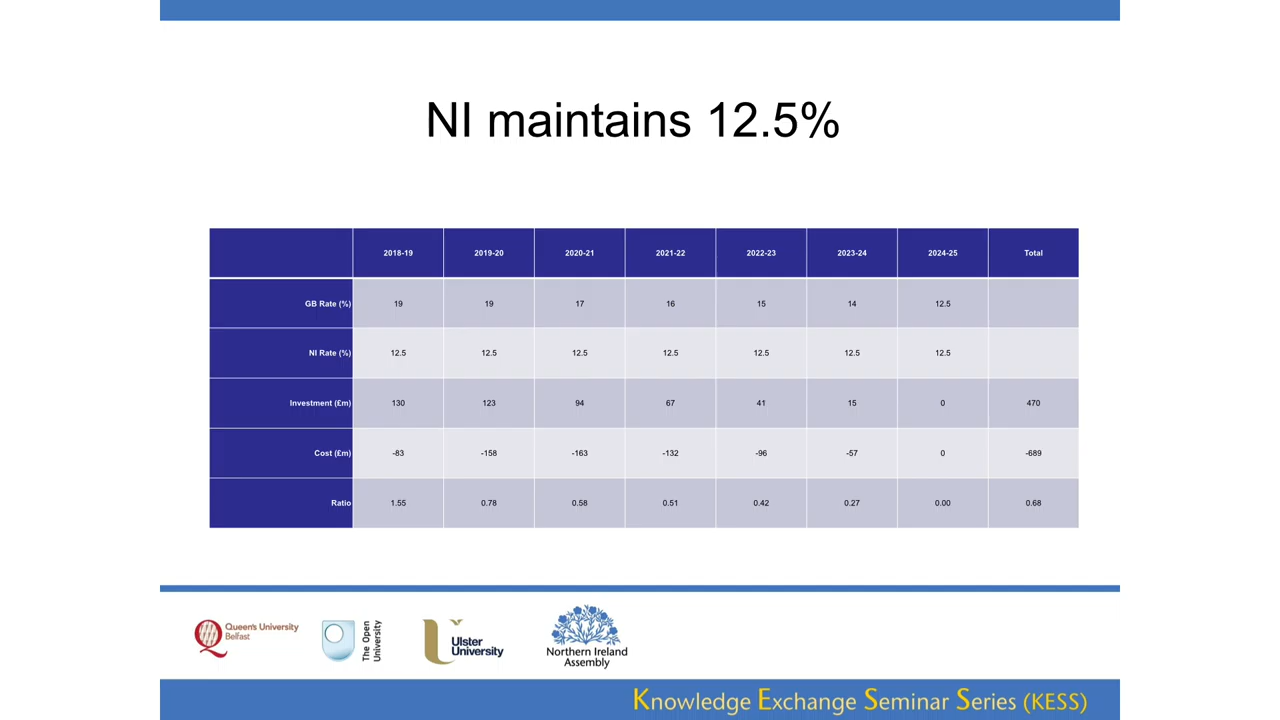 NI maintains 12.5%
2018-19 2019-20 2020-21 2021-22 2022-23 2023-24 2024-25 Total
GB Rate (%) 19 19 17 16 15 14 12.5
NI Rate (%) 12.5 12.5 12.5 12.5 12.5 12.5 12.5
Investment (£m) 130 123 94 67 41 15 0 470
Cost (£m) -83 -158 -163 -132 -96 -57 0 -689
Ratio 1.55 0.78 0.58 0.51 0.42 0.27 0.00 0.68
Queen's University
Belfast
The Open
University
Ulster
University
Northern Ireland
Assembly
Knowledge Exchange Seminar Series (KESS)